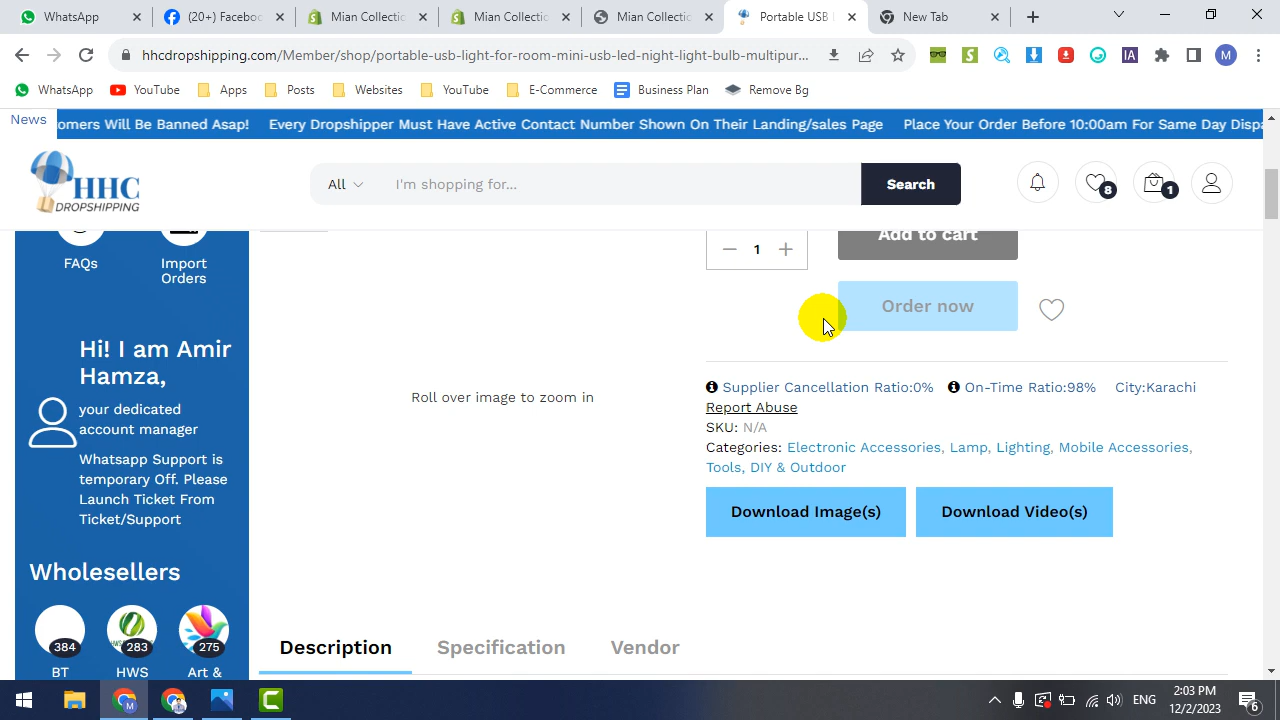 WhatsApp
(20+) Faceboo
Mian Collectio
Mian Collectio
Mian Collectio
Portable USB
New Tab
hhcdropshipping.com/Member/shop/portable-usb-light-for-room-mini-usb-led-night-light-bulb-multipur...
IA
M
WhatsApp
YouTube
Apps
Posts
Websites
YouTube
E-Commerce
Business Plan
Remove Bg
News
omers Will Be Banned Asap! Every Dropshipper Must Have Active Contact Number Shown On Their Landing/sales Page Place Your Order Before 10:00am For Same Day Dispa
HHC
DROPSHIPPING
All
I'm shopping for...
Search
8
1
FAQs
Import
Orders
1
Add to cart
Order now
Hi! I am Amir
Hamza,
your dedicated
account manager
Whatsapp Support is
temporary Off. Please
Launch Ticket From
Ticket/Support
Roll over image to zoom in
Supplier Cancellation Ratio:0%
On-Time Ratio:98%
City:Karachi
Report Abuse
SKU: N/A
Categories: Electronic Accessories, Lamp, Lighting, Mobile Accessories,
Tools, DIY & Outdoor
Download Image(s)
Download Video(s)
Wholesellers
384
283
275
BT
HWS
Art &
Description
Specification
Vendor
M
ENG
2:03 PM
12/2/2023
6